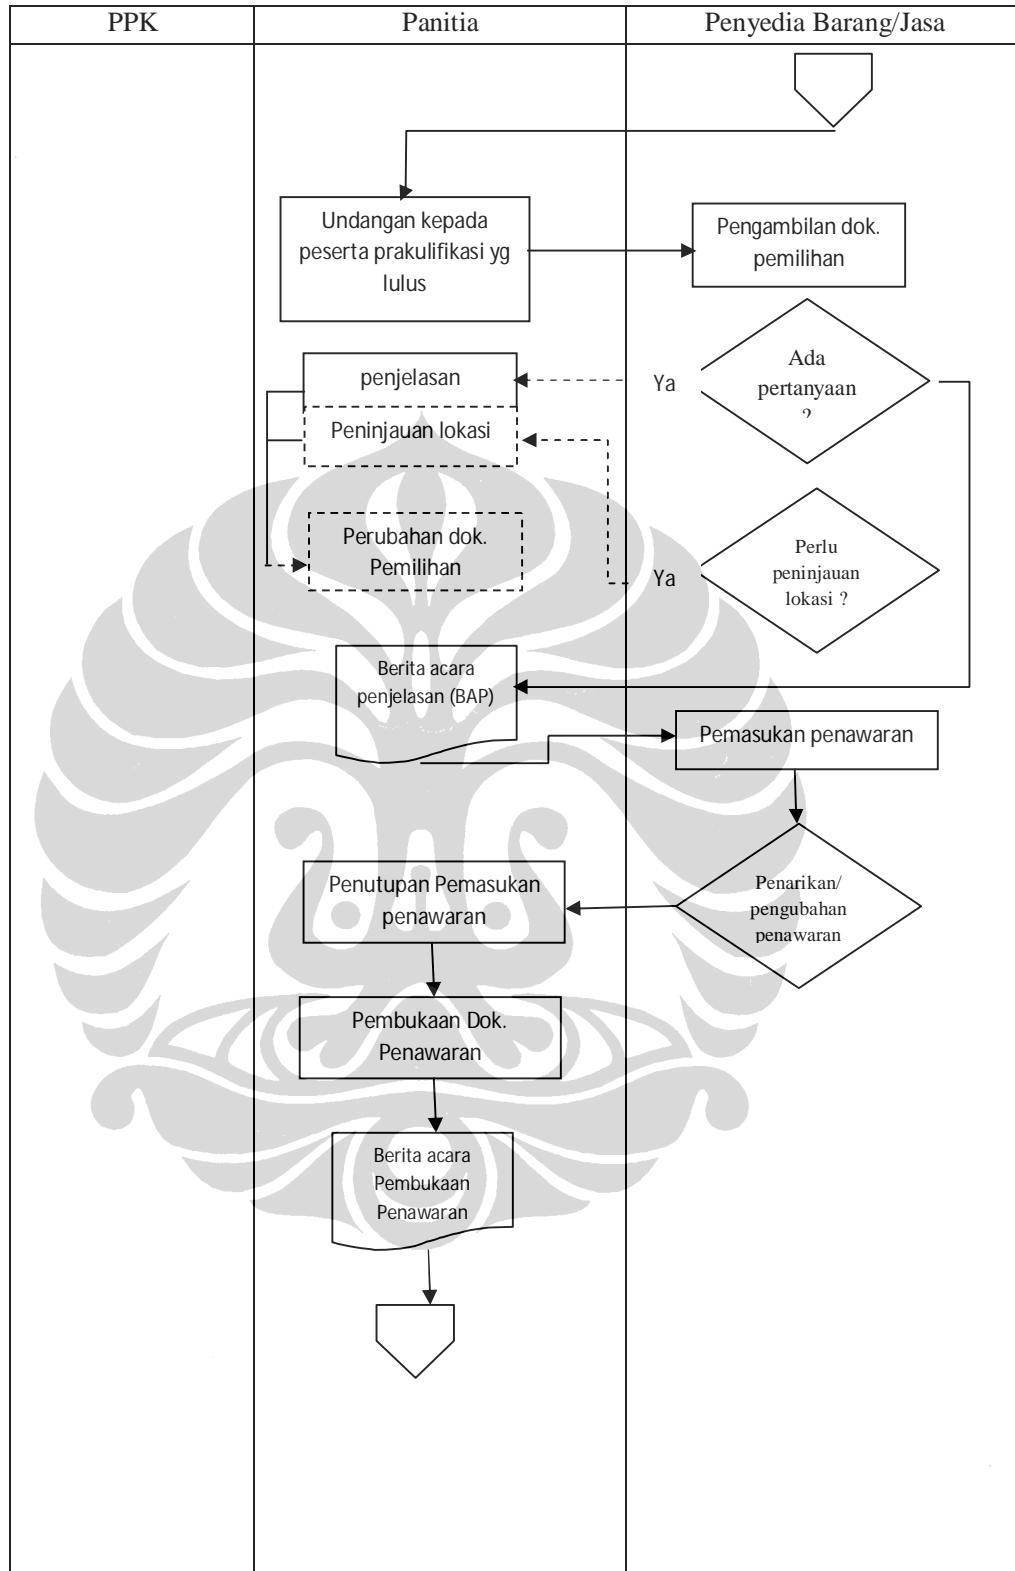 PPK
Panitia
Penyedia Barang/Jasa
Undangan kepada
peserta prakulifikasi yg
lulus
Pengambilan dok.
pemilihan
Ada
pertanyaan
?
Ya
penjelasan
Peninjauan lokasi
Perubahan dok.
Pemilihan
Perlu
peninjauan
lokasi ?
Ya
Berita acara
penjelasan (BAP)
Pemasukan penawaran
Penarikan/
pengubahan
penawaran
Penutupan Pemasukan
penawaran
Pembukaan Dok.
Penawaran
Berita acara
Pembukaan
Penawaran